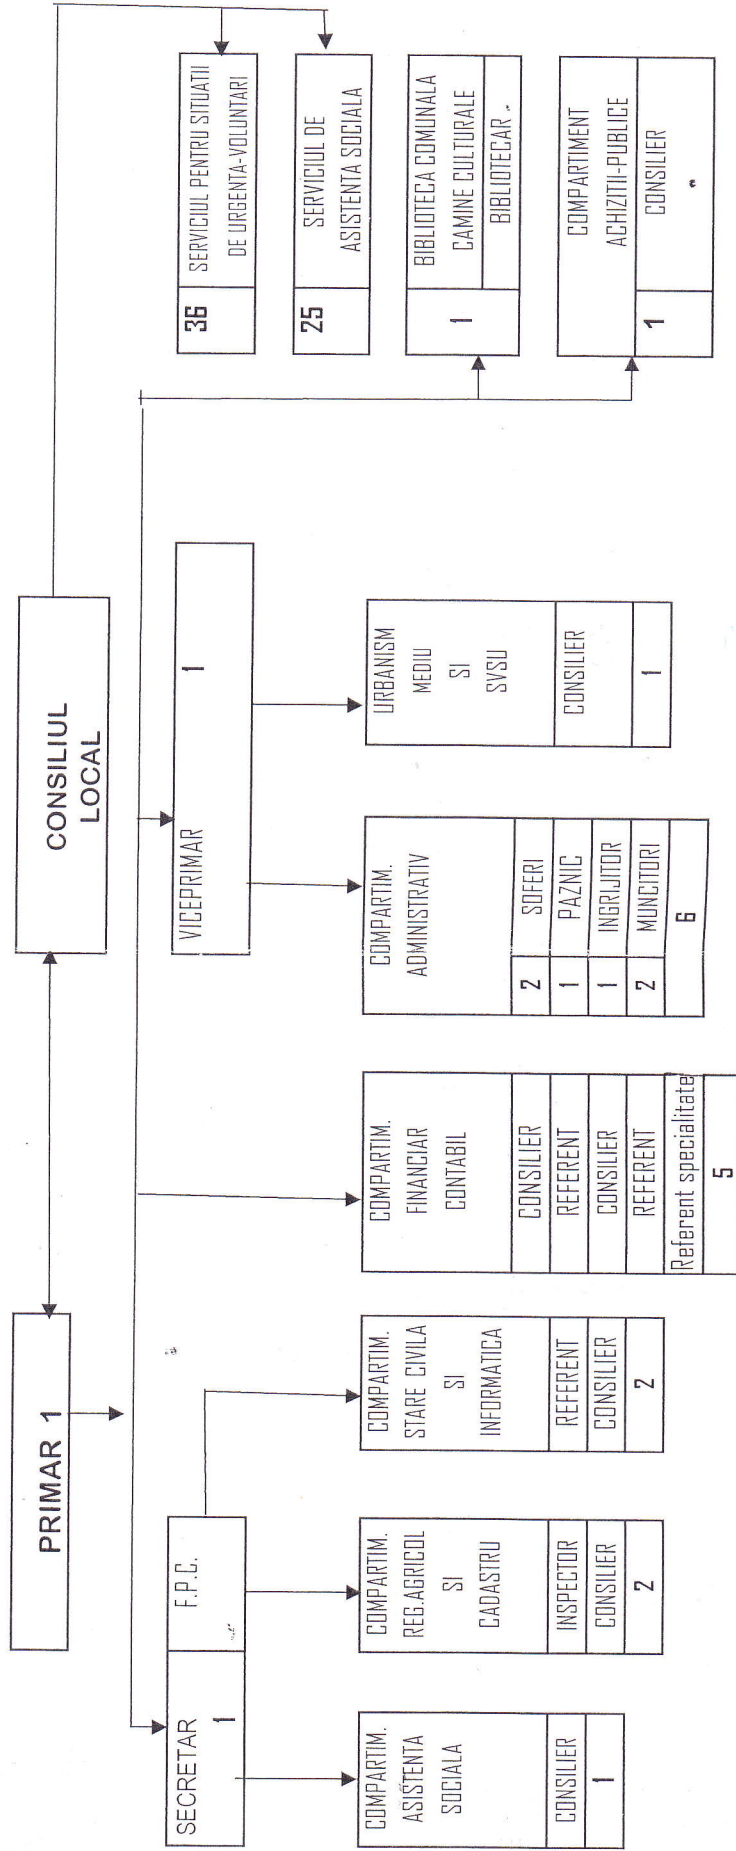 PRIMAR 1
CONSILIUL
LOCAL
SECRETAR
1
F.P.C.
VICEPRIMAR
1
COMPARTIM.
ASISTENTA
SOCIALA
CONSILIER
1
COMPARTIM.
REG.AGRICOL
SI
CADASTRU
INSPECTOR
CONSILIER
2
COMPARTIM.
STARE CIVILA
SI
INFORMATICA
REFERENT
CONSILIER
2
COMPARTIM.
FINANCIAR
CONTABIL
CONSILIER
REFERENT
CONSILIER
REFERENT
Referent specialitate
5
COMPARTIM.
ADMINISTRATIV
2 SOFERI
1 PAZNIC
1 INGRIJITOR
2 MUNCITORI
6
URBANISM
MEDIU
SI
SVSU
CONSILIER
1
36 SERVICIUL PENTRU SITUATII
DE URGENTA-VOLUNTARI
25 SERVICIUL DE
ASISTENTA SOCIALA
1 BIBLIOTECA COMUNALA
CAMINE CULTURALE
BIBLIOTECAR
COMPARTIMENT
ACHIZITII-PUBLICE
1 CONSILIER